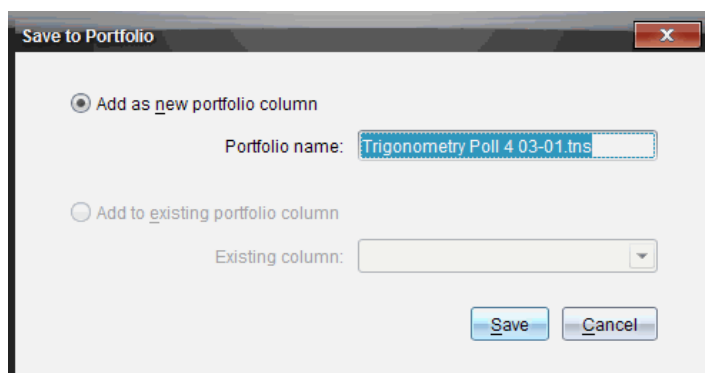 Save to Portfolio
Add as new portfolio column
Portfolio name: Trigonometry Poll 4 03-01.tns
Add to existing portfolio column
Existing column:
Save Cancel